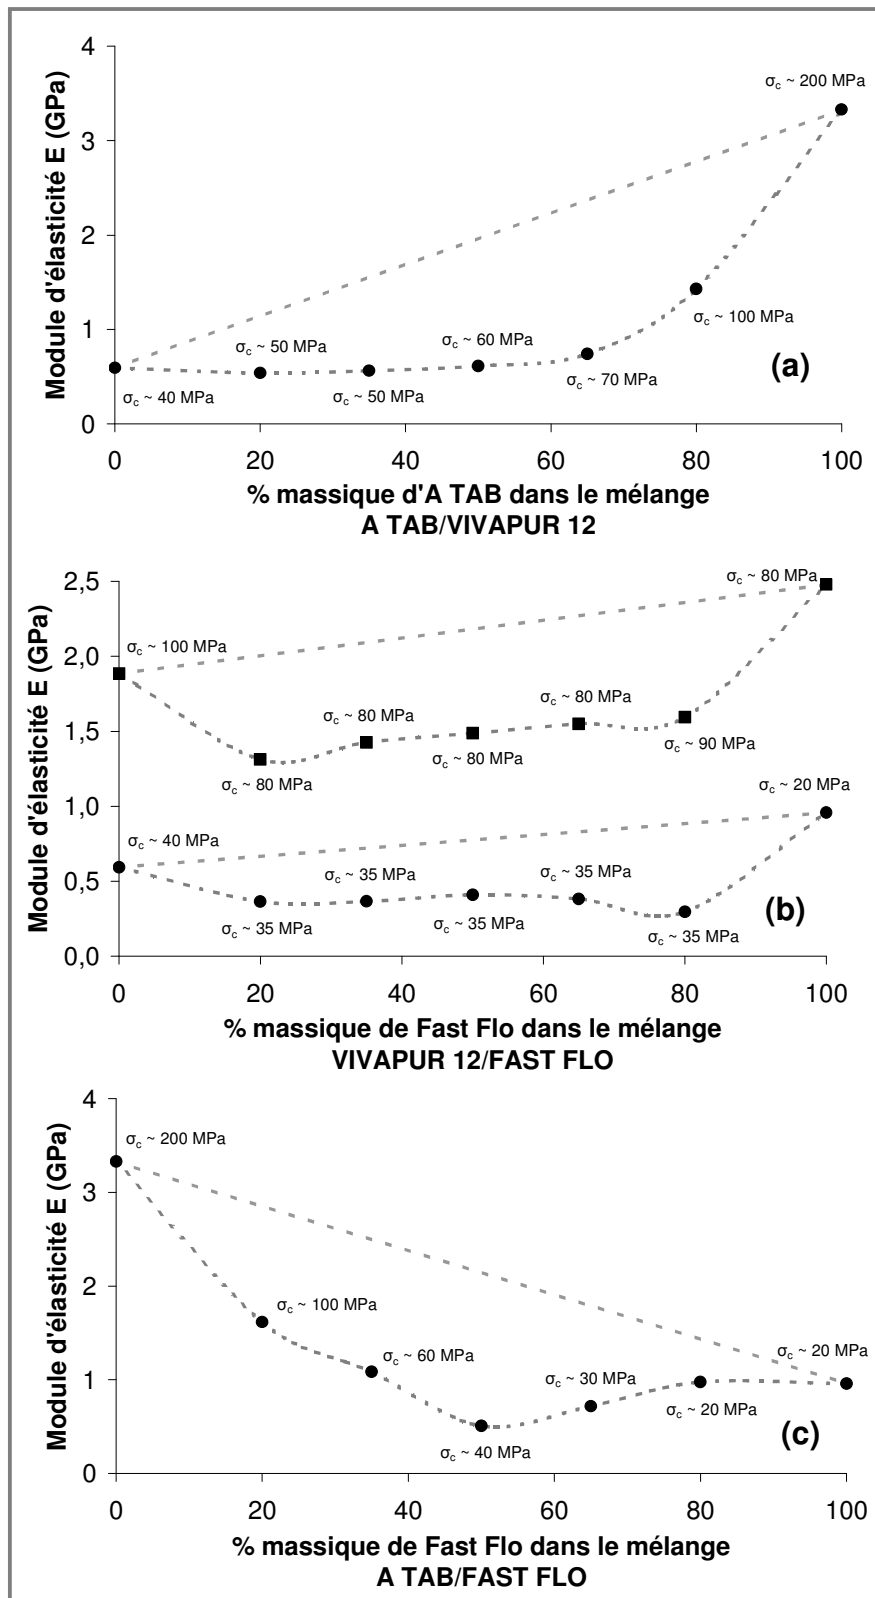 Module d'élasticité E (GPa)
4
3
2
1
0
σc ~ 200 MPa
σc ~ 50 MPa
σc ~ 60 MPa
σc ~ 100 MPa
σc ~ 70 MPa
σc ~ 40 MPa
σc ~ 50 MPa
(a)
0 20 40 60 80 100
% massique d'A TAB dans le mélange
A TAB/VIVAPUR 12
Module d'élasticité E (GPa)
2,5
2,0
1,5
1,0
0,5
0,0
σc ~ 80 MPa
σc ~ 100 MPa
σc ~ 80 MPa
σc ~ 80 MPa
σc ~ 90 MPa
σc ~ 80 MPa
σc ~ 80 MPa
σc ~ 20 MPa
σc ~ 40 MPa
σc ~ 35 MPa
σc ~ 35 MPa
σc ~ 35 MPa
σc ~ 35 MPa
σc ~ 35 MPa
(b)
0 20 40 60 80 100
% massique de Fast Flo dans le mélange
VIVAPUR 12/FAST FLO
Module d'élasticité E (GPa)
4
3
2
1
0
σc ~ 200 MPa
σc ~ 100 MPa
σc ~ 60 MPa
σc ~ 20 MPa
σc ~ 30 MPa
σc ~ 20 MPa
σc ~ 40 MPa
(c)
0 20 40 60 80 100
% massique de Fast Flo dans le mélange
A TAB/FAST FLO